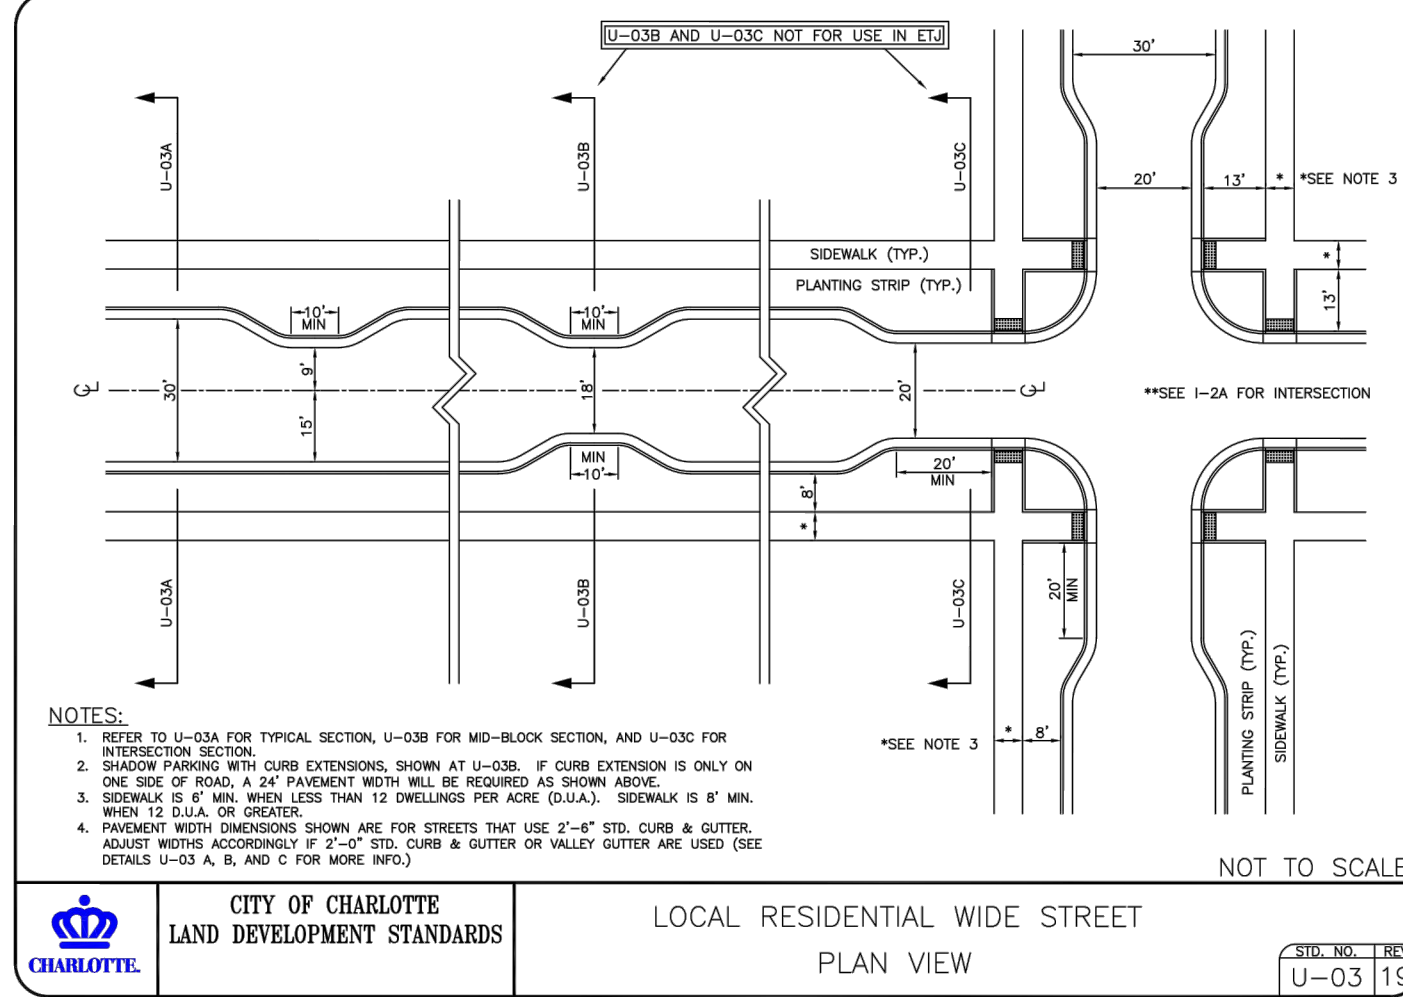 U-03B AND U-03C NOT FOR USE IN ETJ
30'
U-03A
U-03B
U-03C
20'
13'
*
*SEE NOTE 3
SIDEWALK (TYP.)
*
PLANTING STRIP (TYP.)
13'
10'
MIN
10'
MIN
9'
30'
18'
20'
℄
℄
**SEE I-2A FOR INTERSECTION
15'
MIN
10'
20'
MIN
8'
*
U-03A
U-03B
U-03C
20'
MIN
PLANTING STRIP (TYP.)
SIDEWALK (TYP.)
*SEE NOTE 3
*
8'
NOTES:
1. REFER TO U-03A FOR TYPICAL SECTION, U-03B FOR MID-BLOCK SECTION, AND U-03C FOR
INTERSECTION SECTION.
2. SHADOW PARKING WITH CURB EXTENSIONS, SHOWN AT U-03B. IF CURB EXTENSION IS ONLY ON
ONE SIDE OF ROAD, A 24' PAVEMENT WIDTH WILL BE REQUIRED AS SHOWN ABOVE.
3. SIDEWALK IS 6' MIN. WHEN LESS THAN 12 DWELLINGS PER ACRE (D.U.A.). SIDEWALK IS 8' MIN.
WHEN 12 D.U.A. OR GREATER.
4. PAVEMENT WIDTH DIMENSIONS SHOWN ARE FOR STREETS THAT USE 2'-6" STD. CURB & GUTTER.
ADJUST WIDTHS ACCORDINGLY IF 2'-0" STD. CURB & GUTTER OR VALLEY GUTTER ARE USED (SEE
DETAILS U-03 A, B, AND C FOR MORE INFO.)
NOT TO SCALE
CHARLOTTE.
CITY OF CHARLOTTE
LAND DEVELOPMENT STANDARDS
LOCAL RESIDENTIAL WIDE STREET
PLAN VIEW
STD. NO.
U-03
REV
19